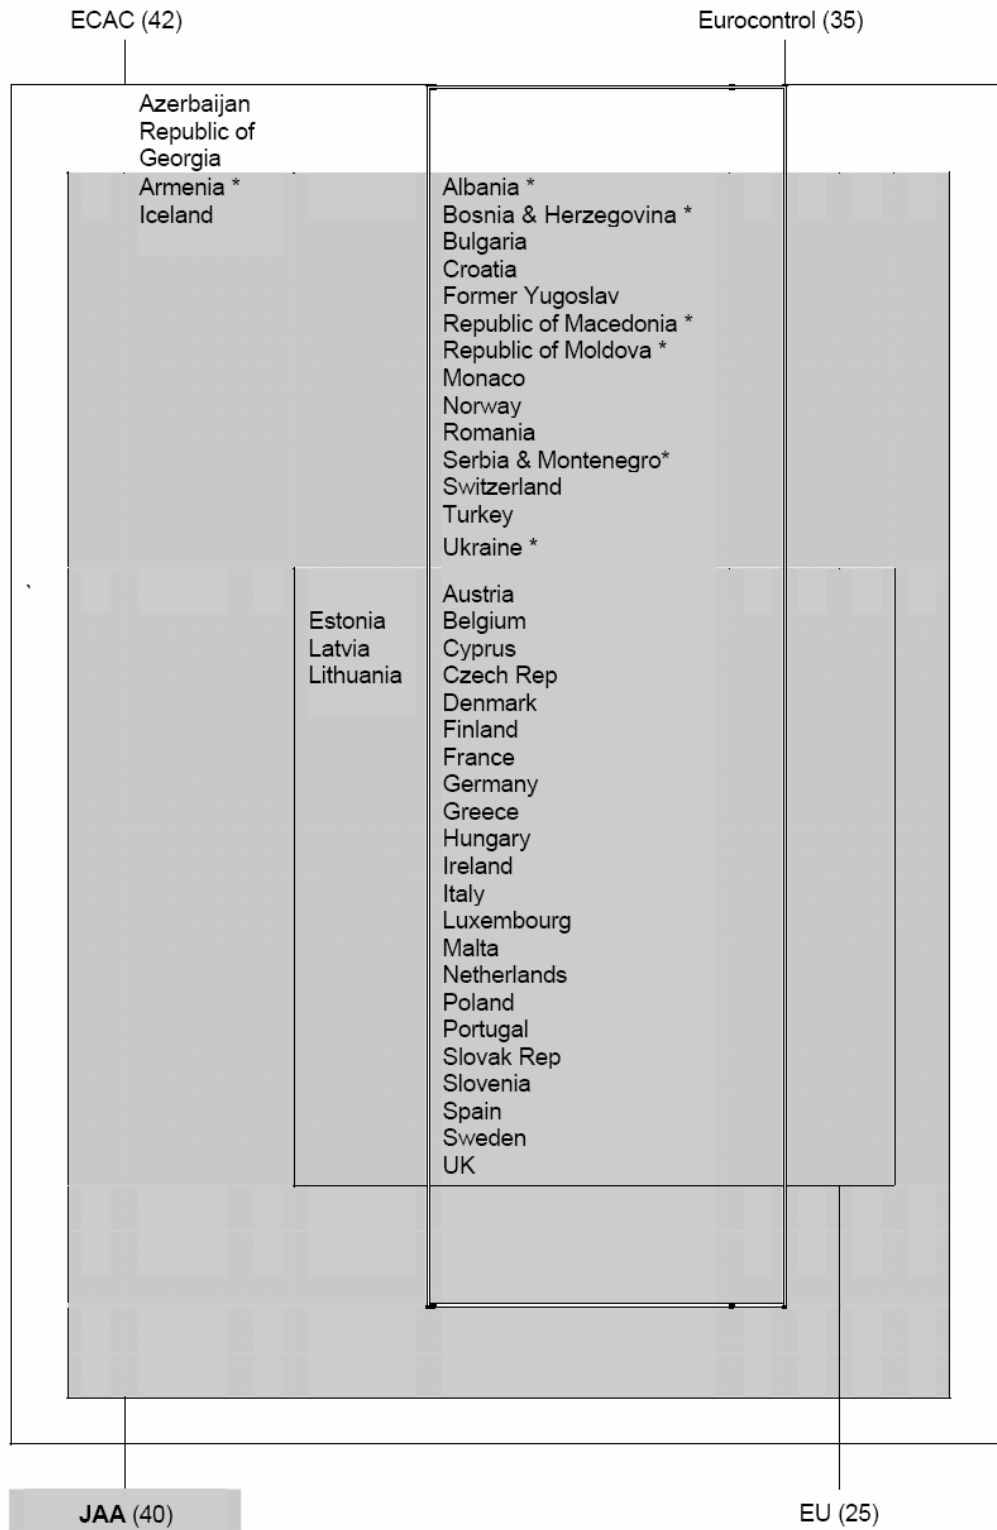 ECAC (42)
Eurocontrol (35)
Azerbaijan
Republic of
Georgia
Armenia *
Iceland
Albania *
Bosnia & Herzegovina *
Bulgaria
Croatia
Former Yugoslav
Republic of Macedonia *
Republic of Moldova *
Monaco
Norway
Romania
Serbia & Montenegro*
Switzerland
Turkey
Ukraine *
Estonia
Latvia
Lithuania
Austria
Belgium
Cyprus
Czech Rep
Denmark
Finland
France
Germany
Greece
Hungary
Ireland
Italy
Luxembourg
Malta
Netherlands
Poland
Portugal
Slovak Rep
Slovenia
Spain
Sweden
UK
JAA (40)
EU (25)